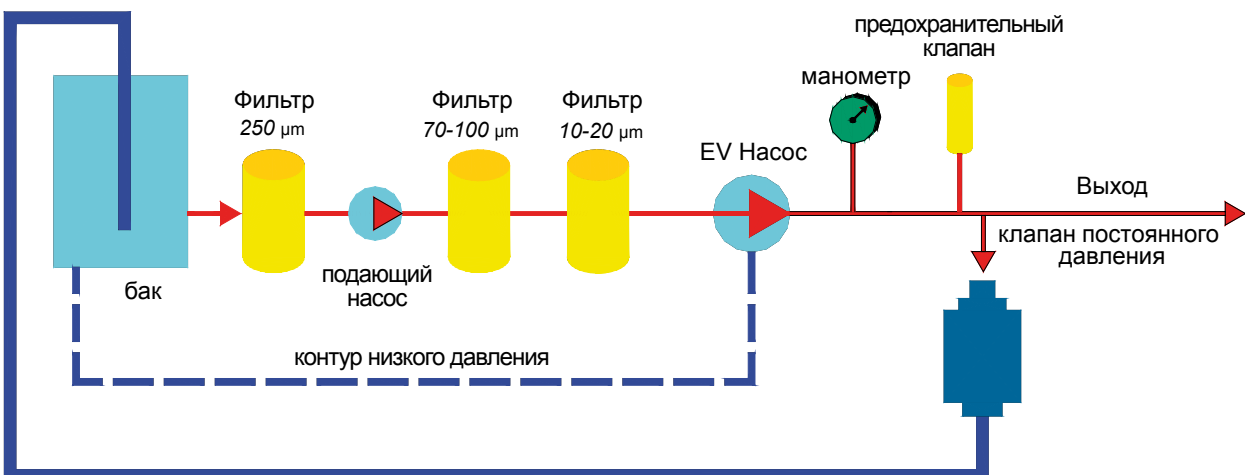 предохранительный
клапан
манометр
Фильтр
250 μm
Фильтр
70-100 μm
Фильтр
10-20 μm
EV Насос
Выход
клапан постоянного
давления
подающий
насос
бак
контур низкого давления